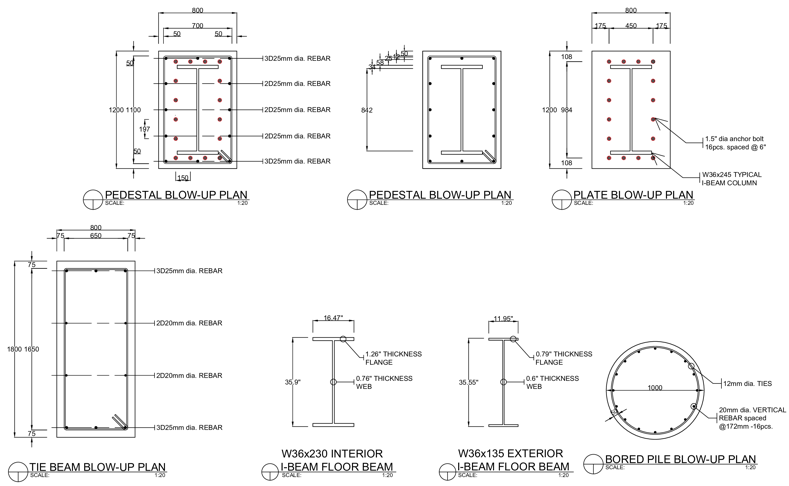 800
700
50 50
50
1200 1100
197
50
150
3D25mm dia. REBAR
2D25mm dia. REBAR
2D25mm dia. REBAR
3D25mm dia. REBAR
PEDESTAL BLOW-UP PLAN
SCALE: 1:20
800
50
842
1200
PEDESTAL BLOW-UP PLAN
SCALE: 1:20
800
175 450 175
108
1200 984
108
1.5" dia anchor bolt
16pcs. spaced @ 6"
W36x245 TYPICAL
I-BEAM COLUMN
PLATE BLOW-UP PLAN
SCALE: 1:20
800
75 650 75
75
1800 1650
75
3D25mm dia. REBAR
2D20mm dia. REBAR
2D20mm dia. REBAR
3D25mm dia. REBAR
TIE BEAM BLOW-UP PLAN
SCALE: 1:20
16.47"
35.9"
1.26" THICKNESS
FLANGE
0.76" THICKNESS
WEB
W36x230 INTERIOR
I-BEAM FLOOR BEAM
SCALE: 1:20
11.95"
35.55"
0.79" THICKNESS
FLANGE
0.6" THICKNESS
WEB
W36x135 EXTERIOR
I-BEAM FLOOR BEAM
SCALE: 1:20
1000
12mm dia. TIES
20mm dia. VERTICAL
REBAR spaced
@172mm -16pcs.
BORED PILE BLOW-UP PLAN
SCALE: 1:20